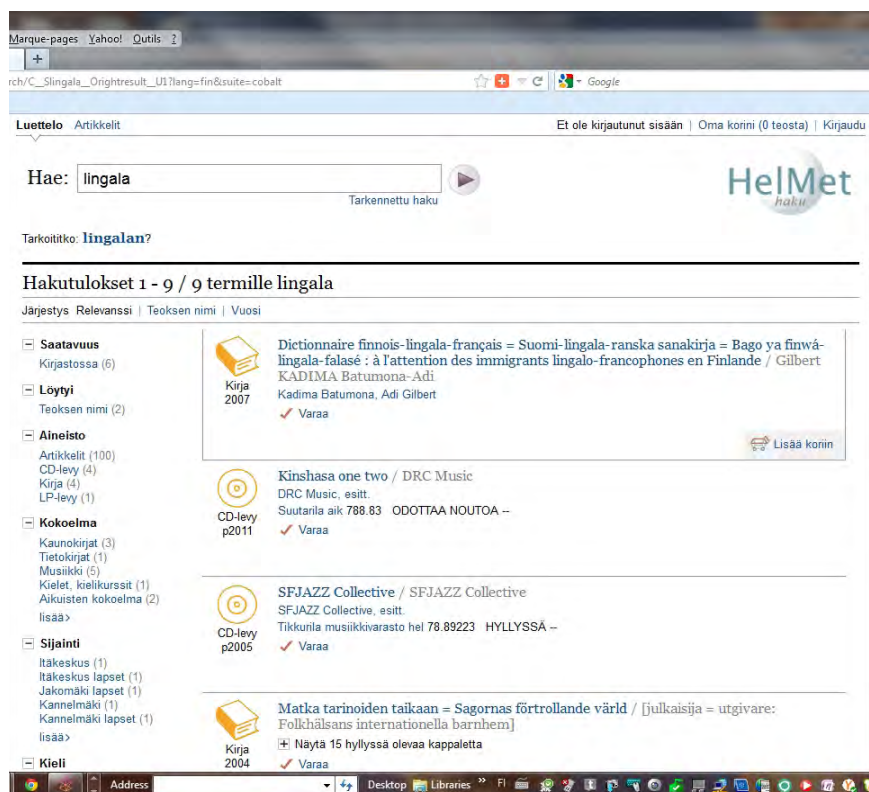 Marque-pages Yahoo! Outils ?
+
rch/C__Slingala__Orightresult__U1?lang=fin&suite=cobalt
Google
Luettelo Artikkelit
Et ole kirjautunut sisään | Oma korini (0 teosta) | Kirjaudu
Hae: lingala
Tarkennettu haku
HelMet
haku
Tarkoititko: lingalan?
Hakutulokset 1 - 9 / 9 termille lingala
Järjestys Relevanssi | Teoksen nimi | Vuosi
Saatavuus
Kirjastossa (6)
Löytyi
Teoksen nimi (2)
Aineisto
Artikkelit (100)
CD-levy (4)
Kirja (4)
LP-levy (1)
Kokoelma
Kaunokirjat (3)
Tietokirjat (1)
Musiikki (5)
Kielet, kielikurssit (1)
Aikuisten kokoelma (2)
lisää>
Sijainti
Itäkeskus (1)
Itäkeskus lapset (1)
Jakomäki lapset (1)
Kannelmäki (1)
Kannelmäki lapset (1)
lisää>
Kieli
Kirja
2007
Dictionnaire finnois-lingala-français = Suomi-lingala-ranska sanakirja = Bago ya finwá-
lingala-falasé : à l'attention des immigrants lingalo-francophones en Finlande / Gilbert
KADIMA Batumona-Adi
Kadima Batumona, Adi Gilbert
Varaa
Lisää koriin
CD-levy
p2011
Kinshasa one two / DRC Music
DRC Music, esitt.
Suutarila aik 788.83 ODOTTAA NOUTOA --
Varaa
CD-levy
p2005
SFJAZZ Collective / SFJAZZ Collective
SFJAZZ Collective, esitt.
Tikkurila musiikkivarasto hel 78.89223 HYLLYSSÄ --
Varaa
Kirja
2004
Matka tarinoiden taikaan = Sagornas förtrollande värld / [julkaisija = utgivare:
Folkhälsans internationella barnhem]
+ Näytä 15 hyllyssä olevaa kappaletta
Varaa
Address
Desktop Libraries » FI